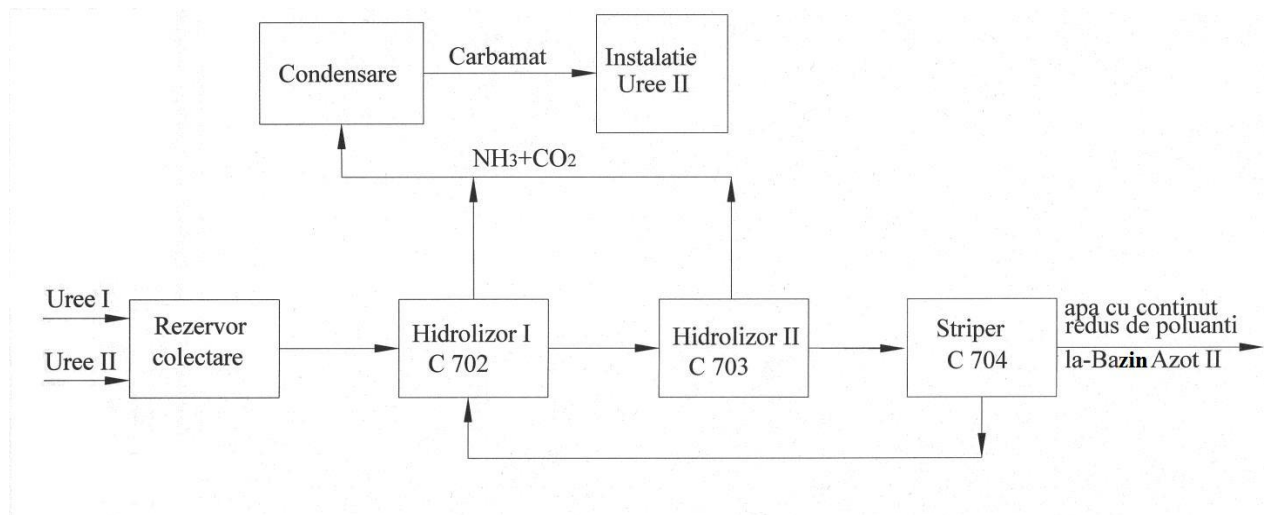 Condensare
Carbamat
Instalatie
Uree II
NH3+CO2
Uree I
Uree II
Rezervor
colectare
Hidrolizor I
C 702
Hidrolizor II
C 703
Striper
C 704
apa cu continut
redus de poluanti
la-Bazin Azot II